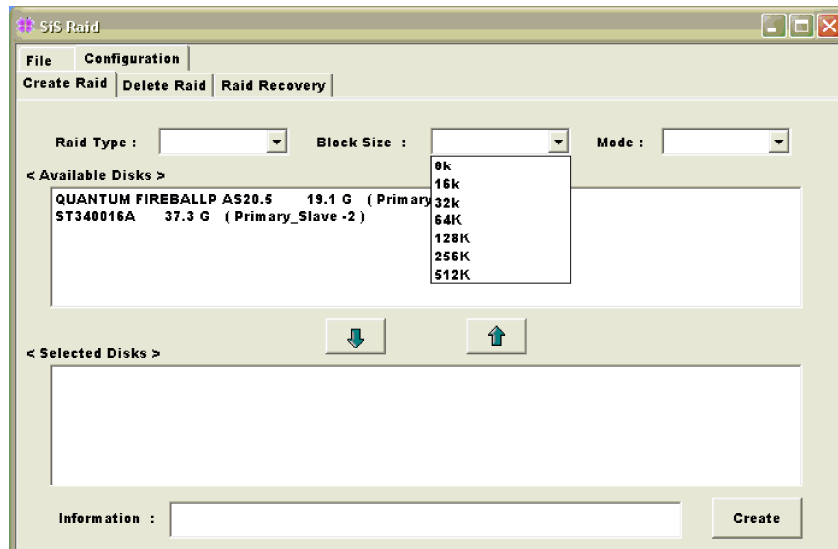 SiS Raid
File Configuration
Create Raid Delete Raid Raid Recovery
Raid Type : Block Size : Mode :
< Available Disks >
8k
16k
32k
64K
128K
256K
512K
QUANTUM FIREBALLP AS20.5 19.1 G ( Primary
ST340016A 37.3 G ( Primary_Slave -2 )
< Selected Disks >
Information :
Create